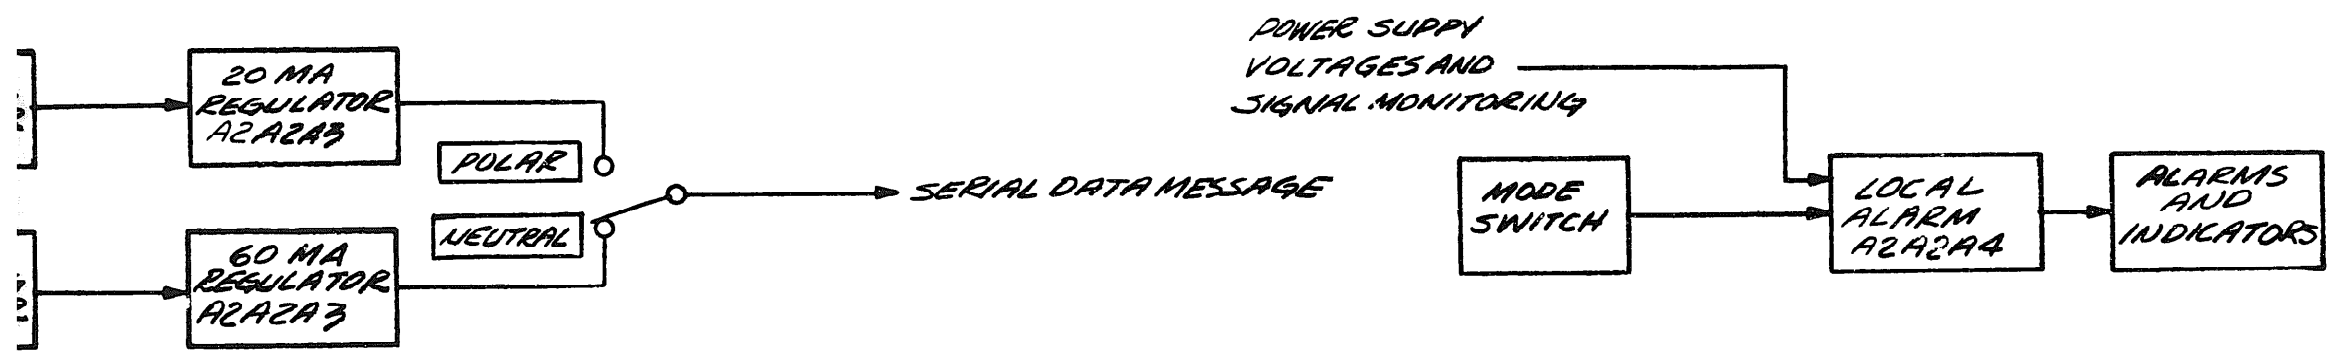 20 MA
REGULATOR
A2A2A3
POLAR
NEUTRAL
60 MA
REGULATOR
A2A2A3
SERIAL DATA MESSAGE
POWER SUPPY
VOLTAGES AND
SIGNAL MONITORING
MODE
SWITCH
LOCAL
ALARM
A2A2A4
ALARMS
AND
INDICATORS